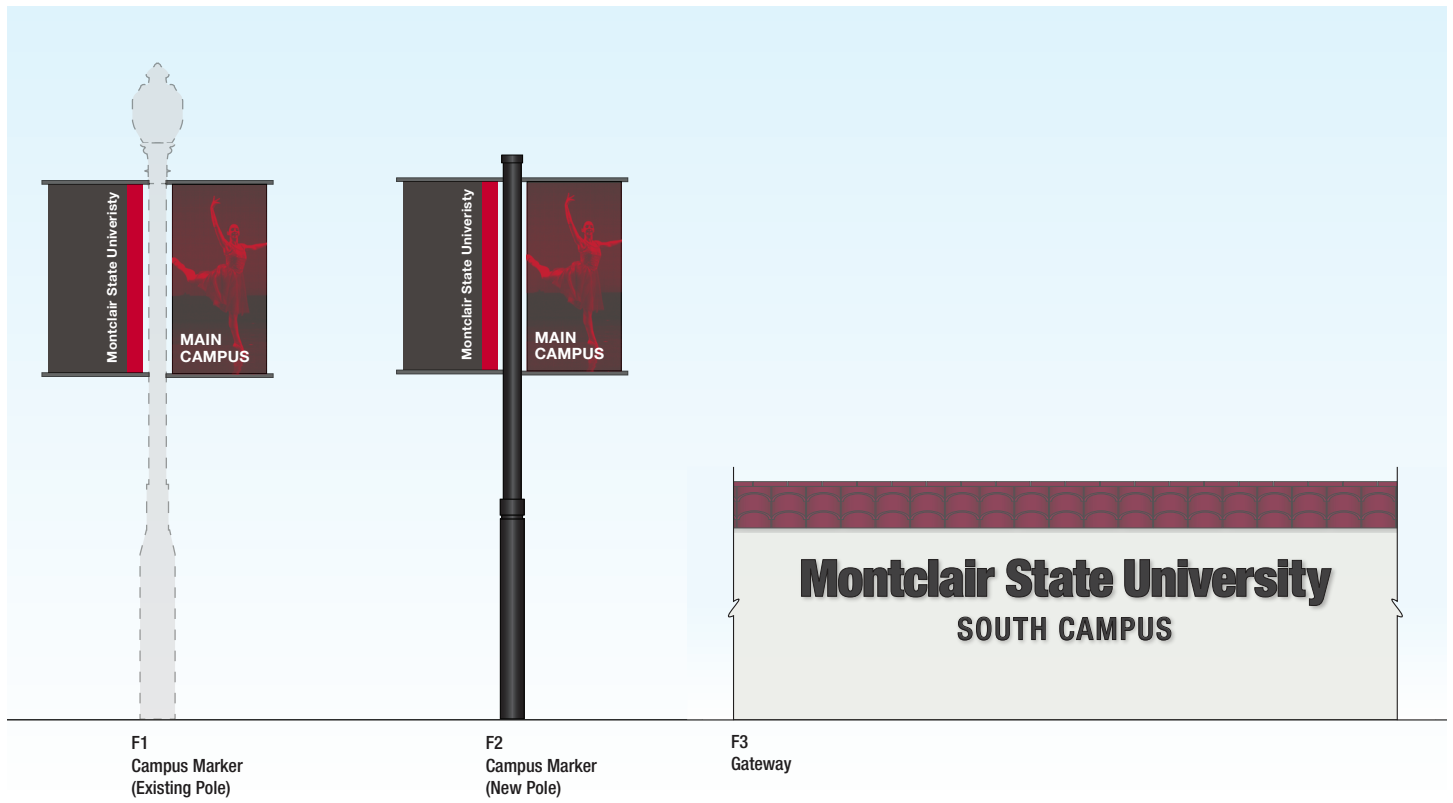 Montclair State Univeristy
MAIN
CAMPUS
Montclair State Univeristy
MAIN
CAMPUS
Montclair State University
SOUTH CAMPUS
F1
Campus Marker
(Existing Pole)
F2
Campus Marker
(New Pole)
F3
Gateway